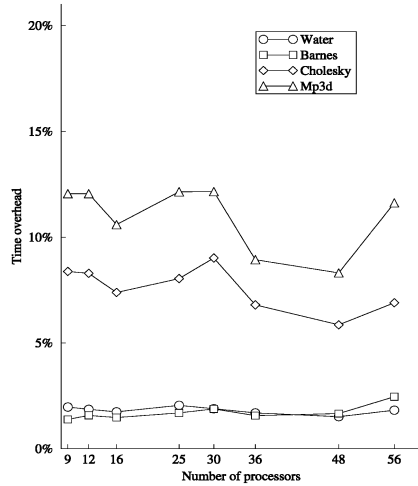 20%
15%
10%
5%
0%
Time overhead
Water
Barnes
Cholesky
Mp3d
9 12 16 25 30 36 48 56
Number of processors